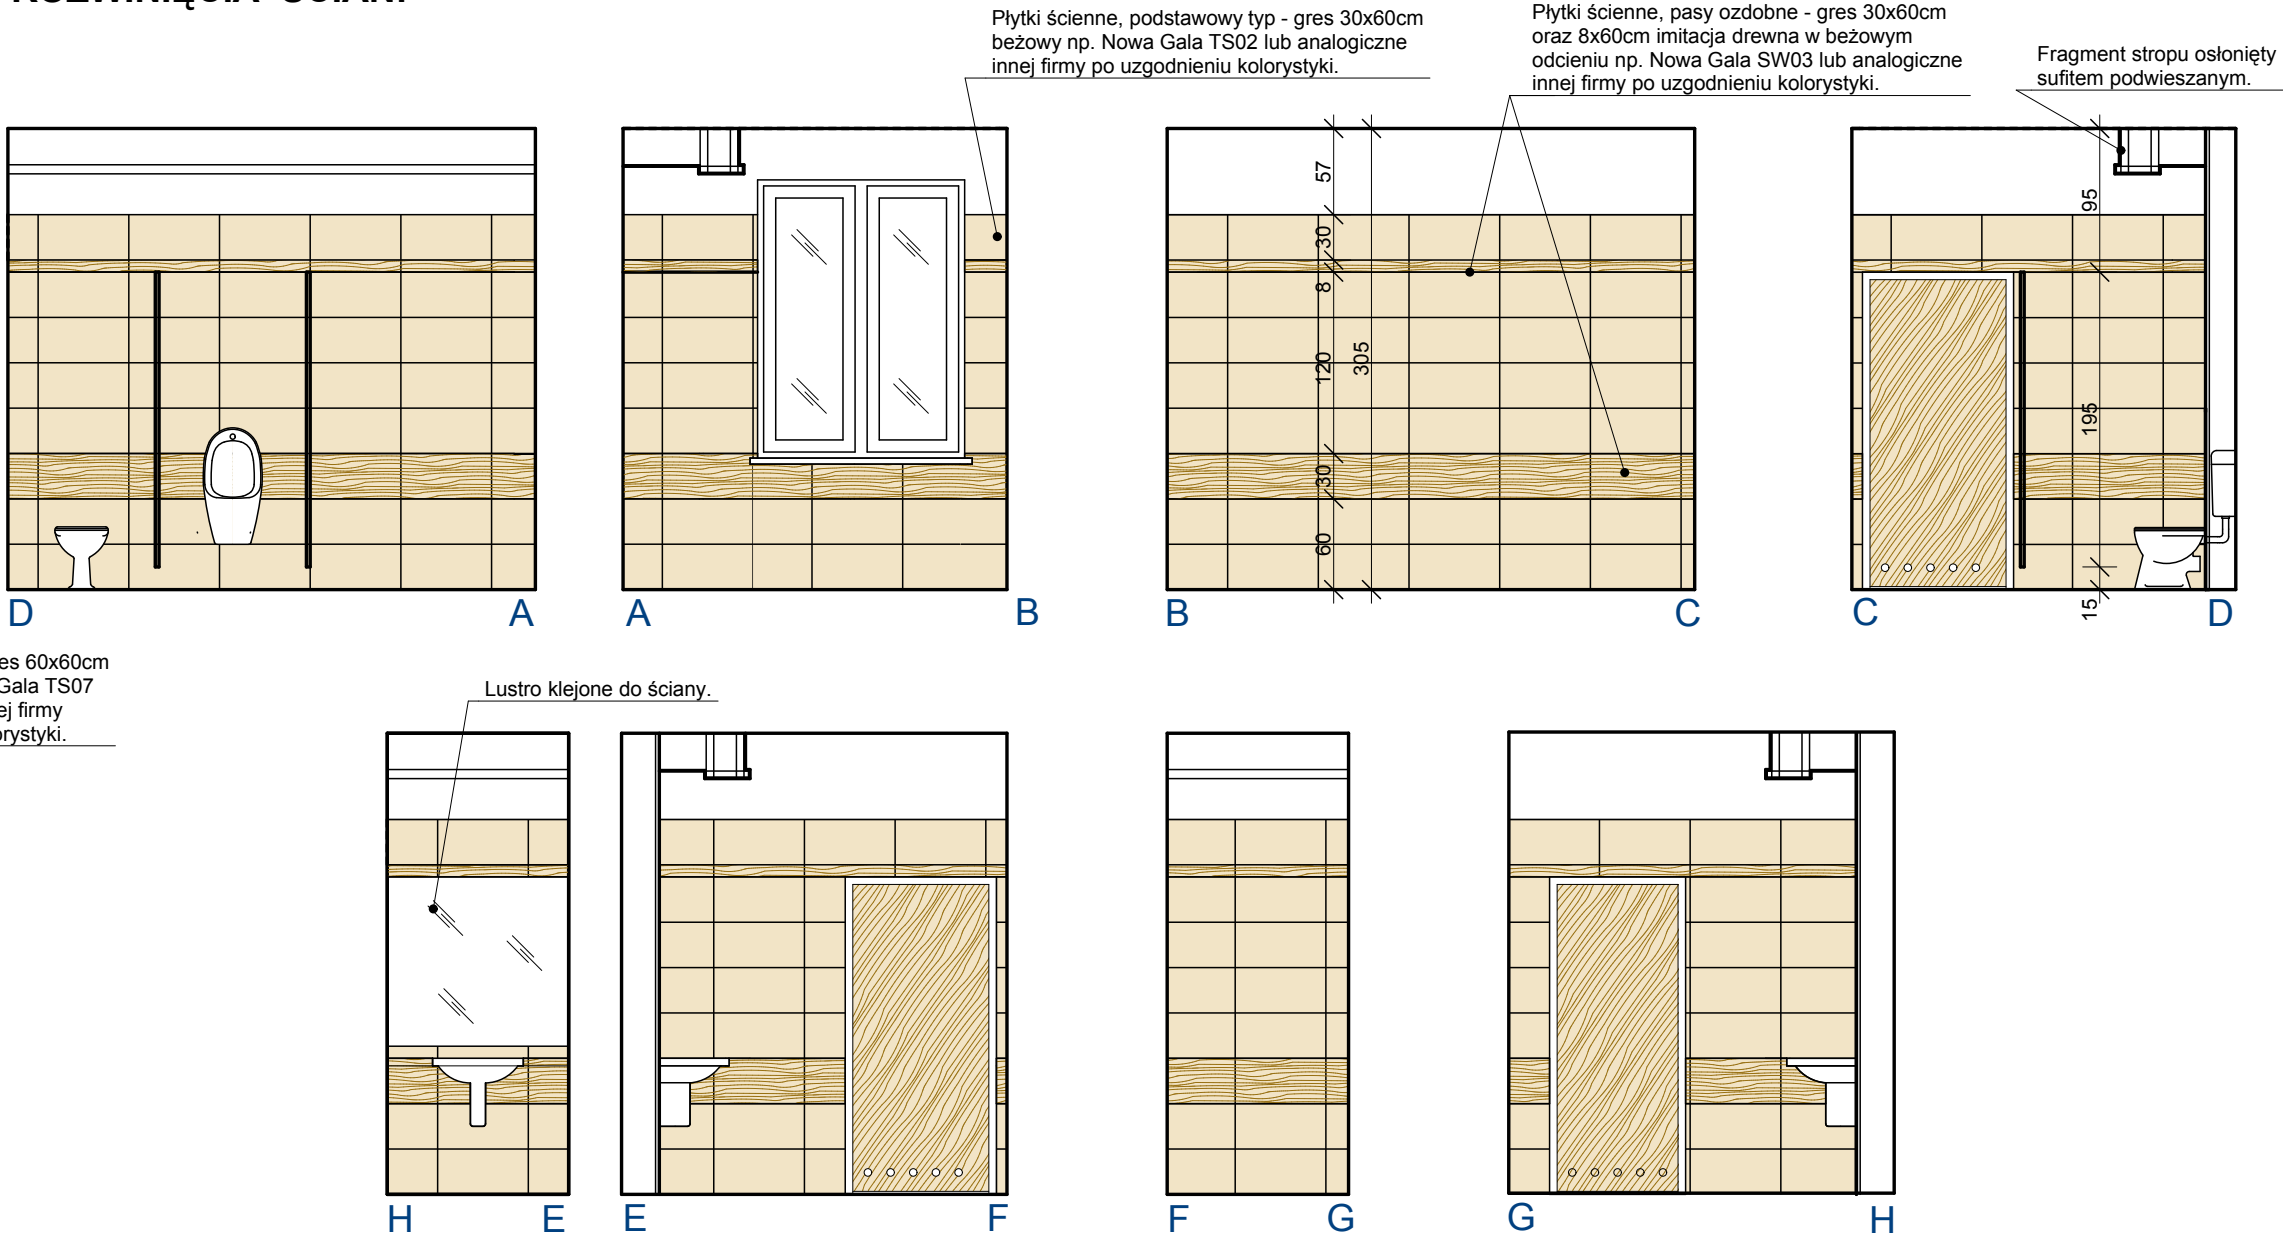 Płytki ścienne, podstawowy typ - gres 30x60cm
beżowy np. Nowa Gala TS02 lub analogiczne
innej firmy po uzgodnieniu kolorystyki.
Płytki ścienne, pasy ozdobne - gres 30x60cm
oraz 8x60cm imitacja drewna w beżowym
odcieniu np. Nowa Gala SW03 lub analogiczne
innej firmy po uzgodnieniu kolorystyki.
Fragment stropu osłonięty
sufitem podwieszanym.
57
30
8
120
305
30
60
95
195
15
D A
A B
B C
C D
60x60cm
Gala TS07
firmy
Lustro klejone do ściany.
H E
E F
F G
G H